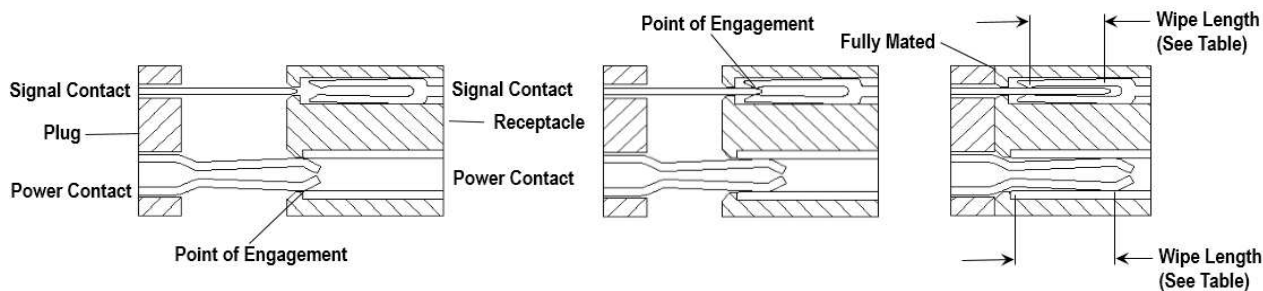 Signal Contact
Plug
Power Contact
Point of Engagement
Receptacle
Point of Engagement
Signal Contact
Power Contact
Fully Mated
Wipe Length
(See Table)
Wipe Length
(See Table)